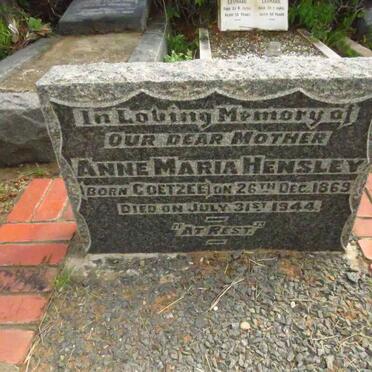 In Loving Memory of
OUR DEAR MOTHER
ANNE MARIA HENSLEY
(BORN COETZEE) ON 26TH DEC. 1869
DIED ON JULY 31ST 1944.
"AT REST."